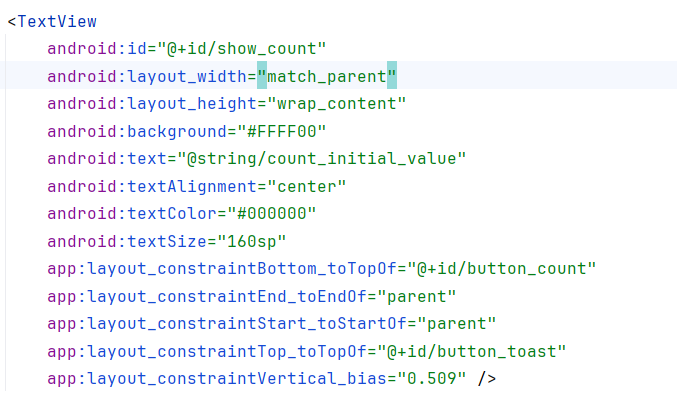 <TextView
android:id="@+id/show_count"
android:layout_width="match_parent"
android:layout_height="wrap_content"
android:background="#FFFF00"
android:text="@string/count_initial_value"
android:textAlignment="center"
android:textColor="#000000"
android:textSize="160sp"
app:layout_constraintBottom_toTopOf="@+id/button_count"
app:layout_constraintEnd_toEndOf="parent"
app:layout_constraintStart_toStartOf="parent"
app:layout_constraintTop_toTopOf="@+id/button_toast"
app:layout_constraintVertical_bias="0.509" />